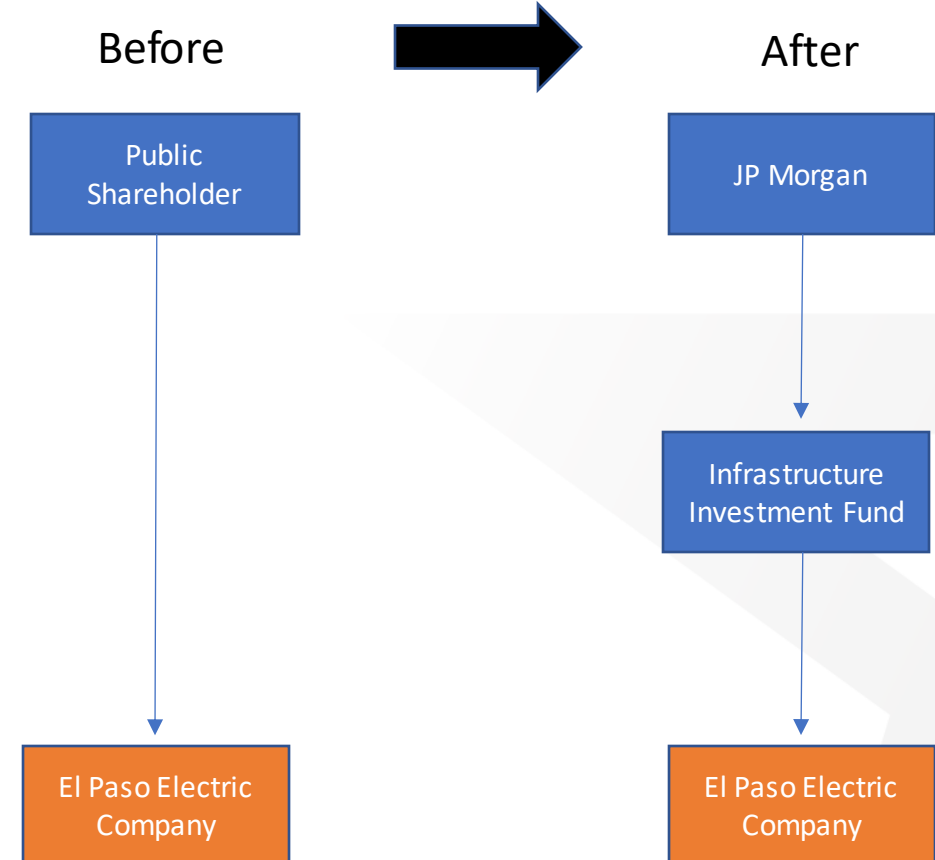 Before
After
Public
Shareholder
JP Morgan
Infrastructure
Investment Fund
El Paso Electric
Company
El Paso Electric
Company